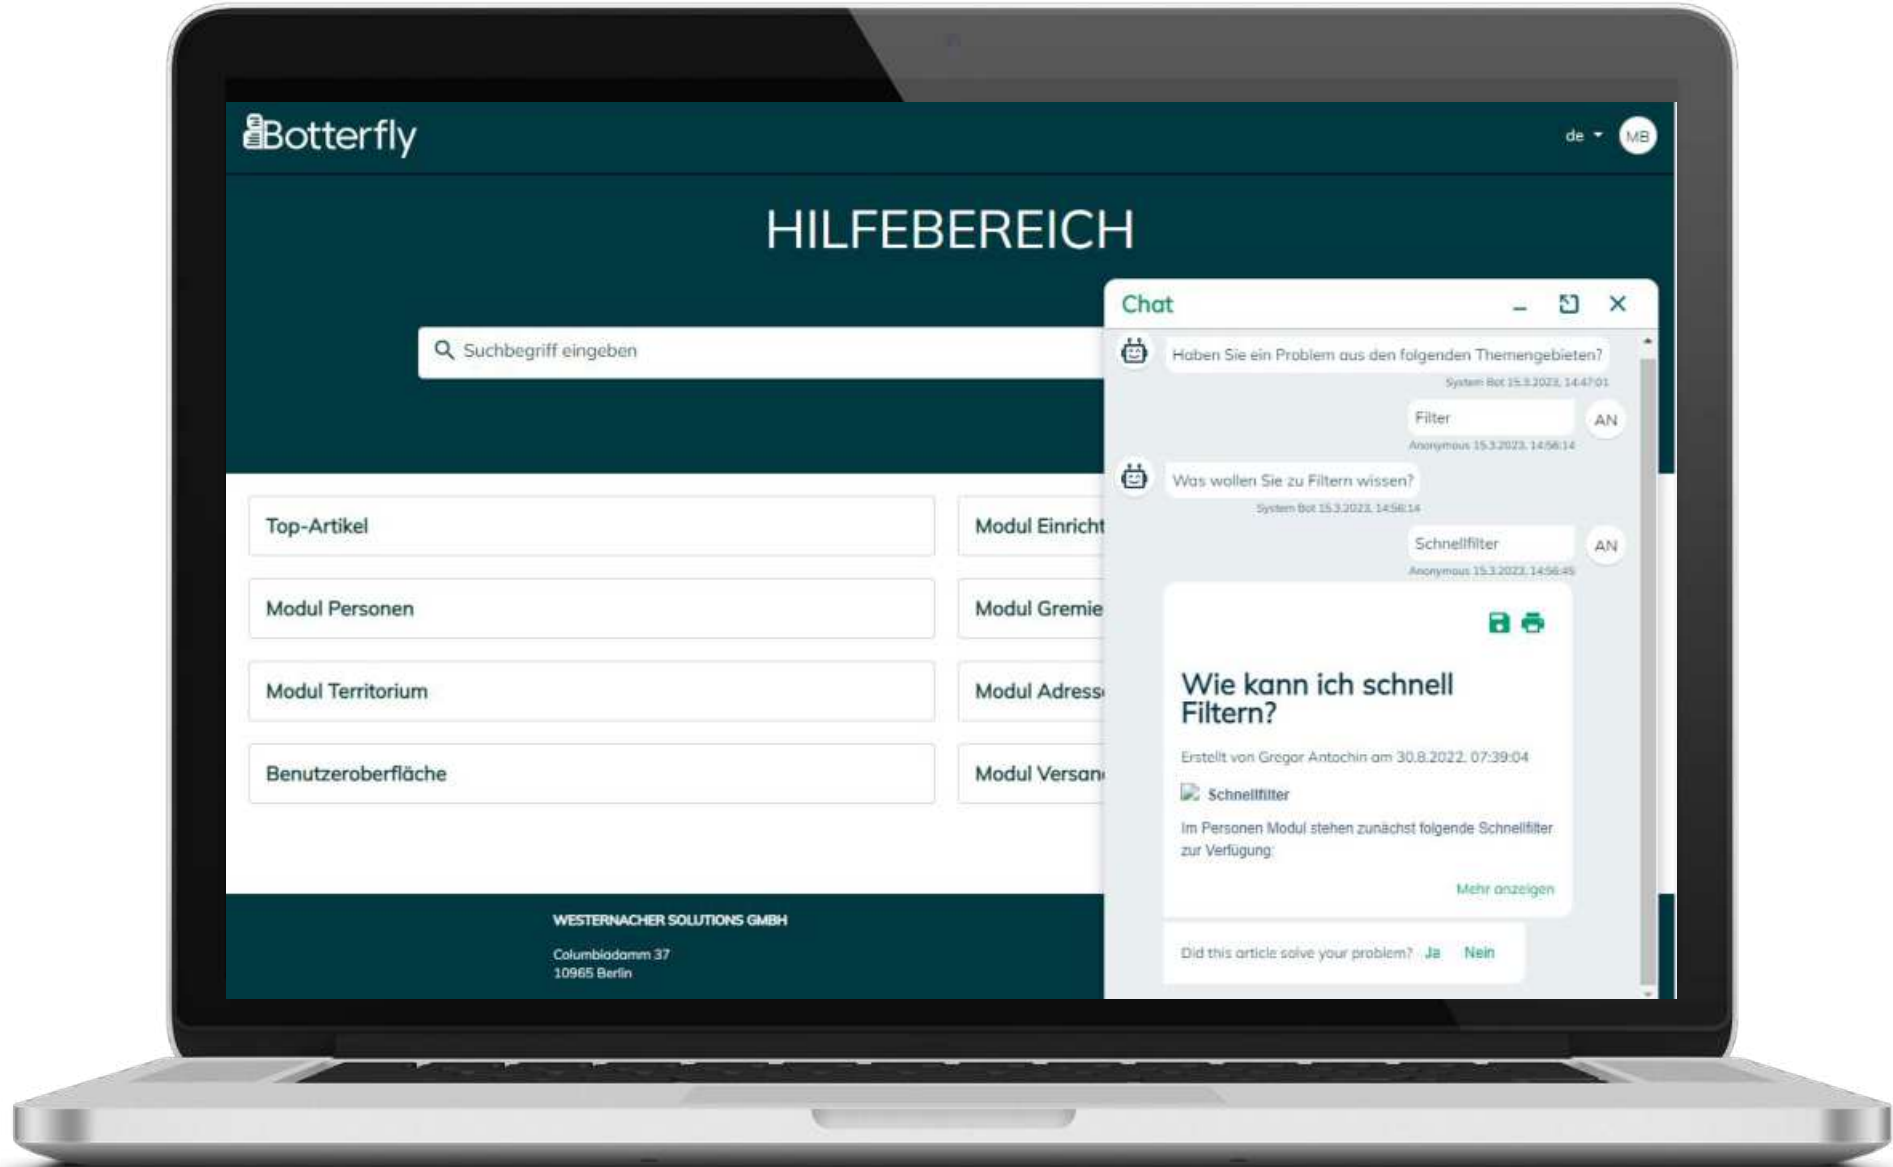 Botterfly
de
MB
HILFEBEREICH
Suchbegriff eingeben
Top-Artikel
Modul Einricht
Modul Personen
Modul Gremie
Modul Territorium
Modul Adress
Benutzeroberfläche
Modul Versan
WESTERNACHER SOLUTIONS GMBH
Columbiadamm 37
10965 Berlin
Chat
Haben Sie ein Problem aus den folgenden Themengebieten?
System Bot 15.3.2023, 14:47:01
Filter
AN
Anonymous 15.3.2023, 14:56:14
Was wollen Sie zu Filtern wissen?
System Bot 15.3.2023, 14:56:14
Schnellfilter
AN
Anonymous 15.3.2023, 14:56:45
Wie kann ich schnell
Filtern?
Erstellt von Gregor Antochin am 30.8.2022, 07:39:04
Schnellfilter
Im Personen Modul stehen zunächst folgende Schnellfilter
zur Verfügung:
Mehr anzeigen
Did this article solve your problem? Ja Nein